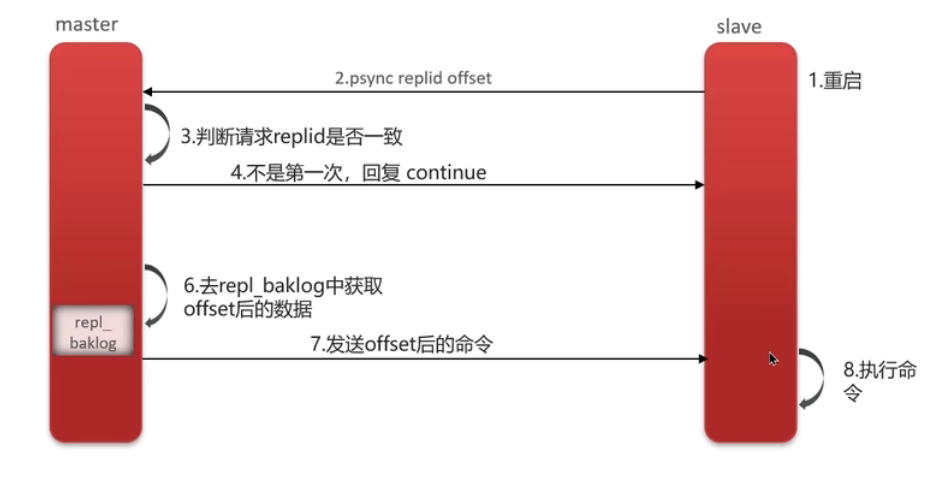 master
slave
2.psync replid offset
1.重启
3.判断请求replid是否一致
4.不是第一次，回复 continue
6.去repl_baklog中获取
offset后的数据
repl_
baklog
7.发送offset后的命令
8.执行命
令